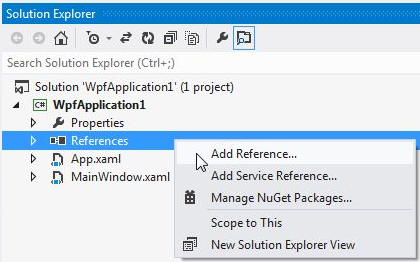 Solution Explorer
Search Solution Explorer (Ctrl+;)
Solution 'WpfApplication1' (1 project)
C# WpfApplication1
Properties
References
App.xaml
MainWindow.xaml
Add Reference...
Add Service Reference...
Manage NuGet Packages...
Scope to This
New Solution Explorer View